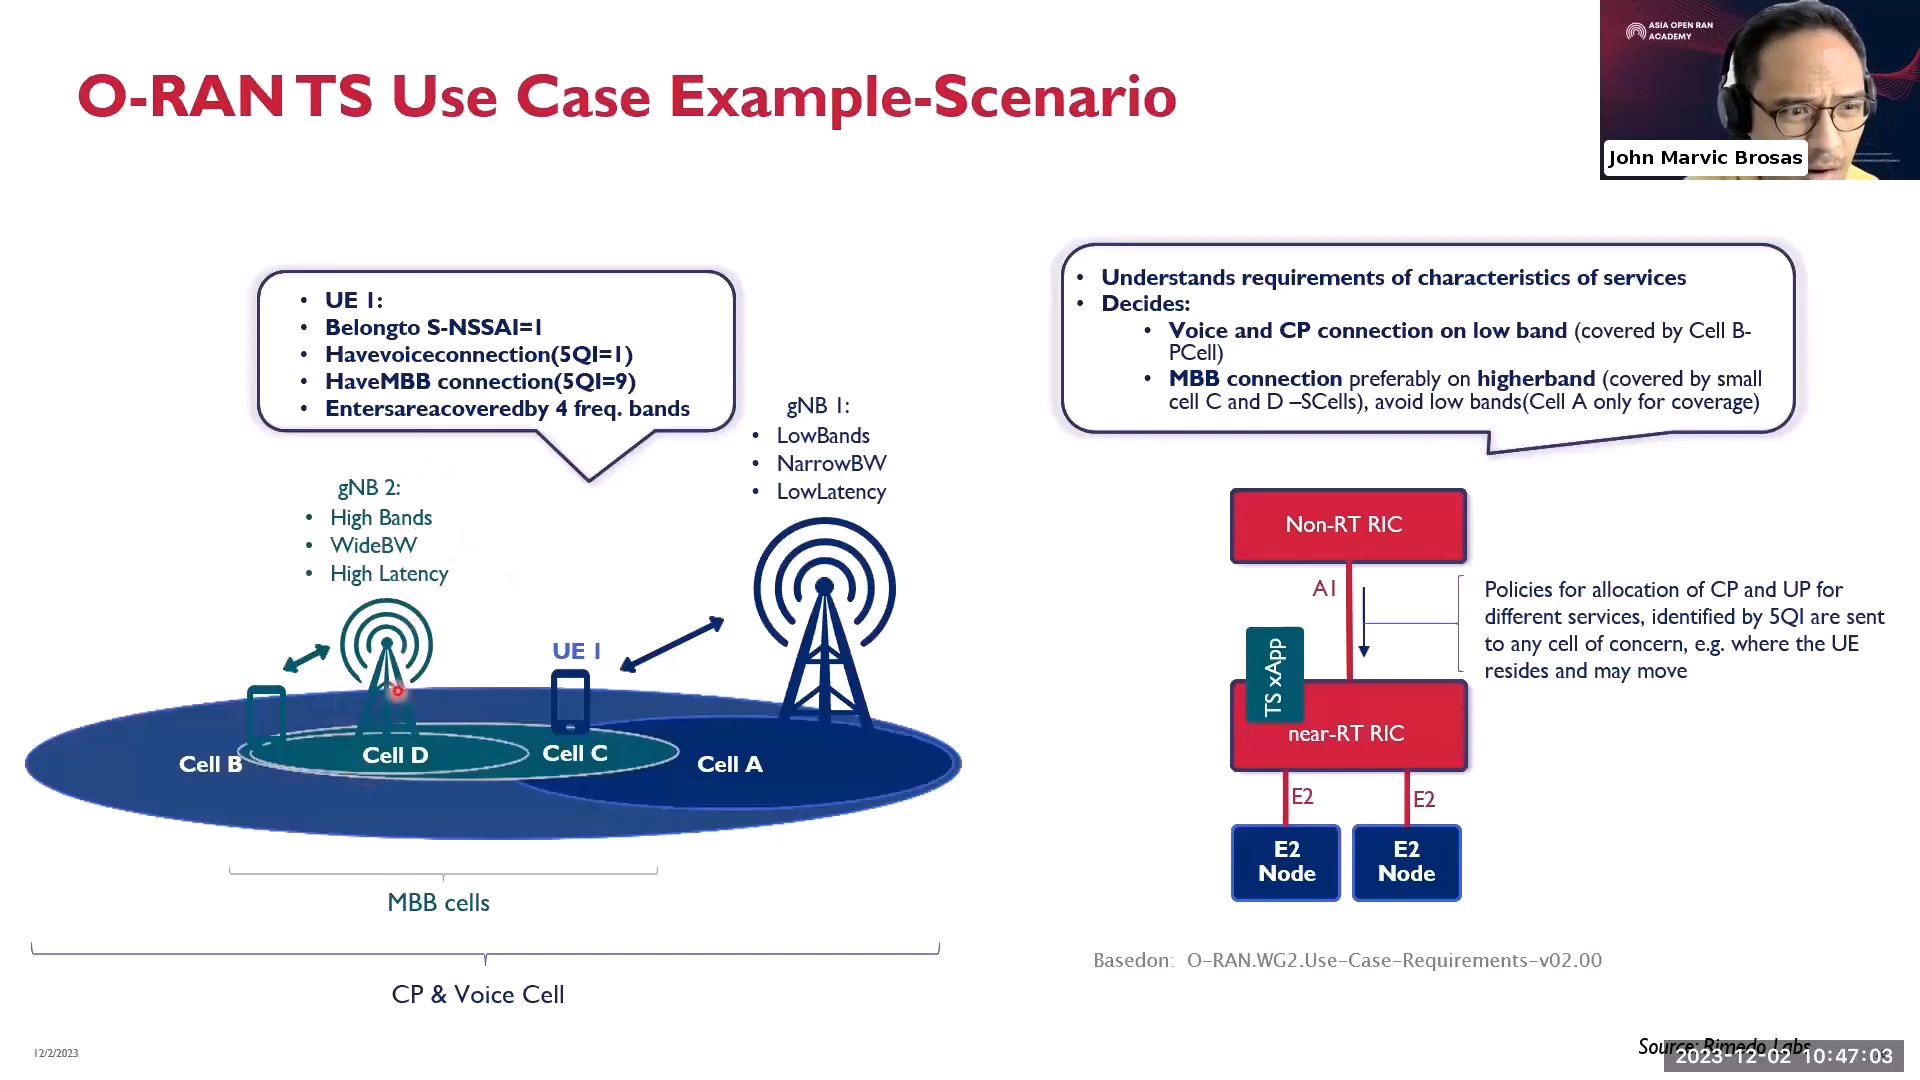 ASIA OPEN RAN
ACADEMY
O-RAN TS Use Case Example-Scenario
John Marvic Brosas
• UE 1:
• Belongto S-NSSAI=1
• Havevoiceconnection(5QI=1)
• HaveMBB connection(5QI=9)
• Entersareacoveredby 4 freq. bands
• Understands requirements of characteristics of services
• Decides:
• Voice and CP connection on low band (covered by Cell B-
PCell)
• MBB connection preferably on higherband (covered by small
cell C and D –SCells), avoid low bands(Cell A only for coverage)
gNB 1:
• LowBands
• NarrowBW
• LowLatency
gNB 2:
• High Bands
• WideBW
• High Latency
UE 1
Cell B
Cell D
Cell C
Cell A
MBB cells
CP & Voice Cell
Non-RT RIC
A1
Policies for allocation of CP and UP for
different services, identified by 5QI are sent
to any cell of concern, e.g. where the UE
resides and may move
TS xApp
near-RT RIC
E2
E2
E2
Node
E2
Node
Basedon: O-RAN.WG2.Use-Case-Requirements-v02.00
12/2/2023
Source: Rimedo Labs
2023-12-02 10:47:03